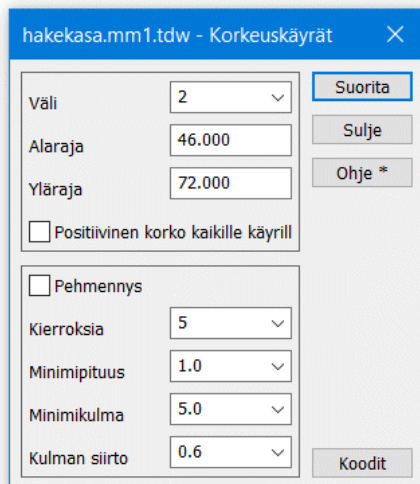 hakekasa.mm1.tdw - Korkeuskäyrät
Väli 2
Suorita
Alaraja 46.000
Sulje
Yläraja 72.000
Ohje *
Positiivinen korko kaikille käyrill
Pehmennys
Kierroksia 5
Minimipituus 1.0
Minimikulma 5.0
Kulman siirto 0.6
Koodit